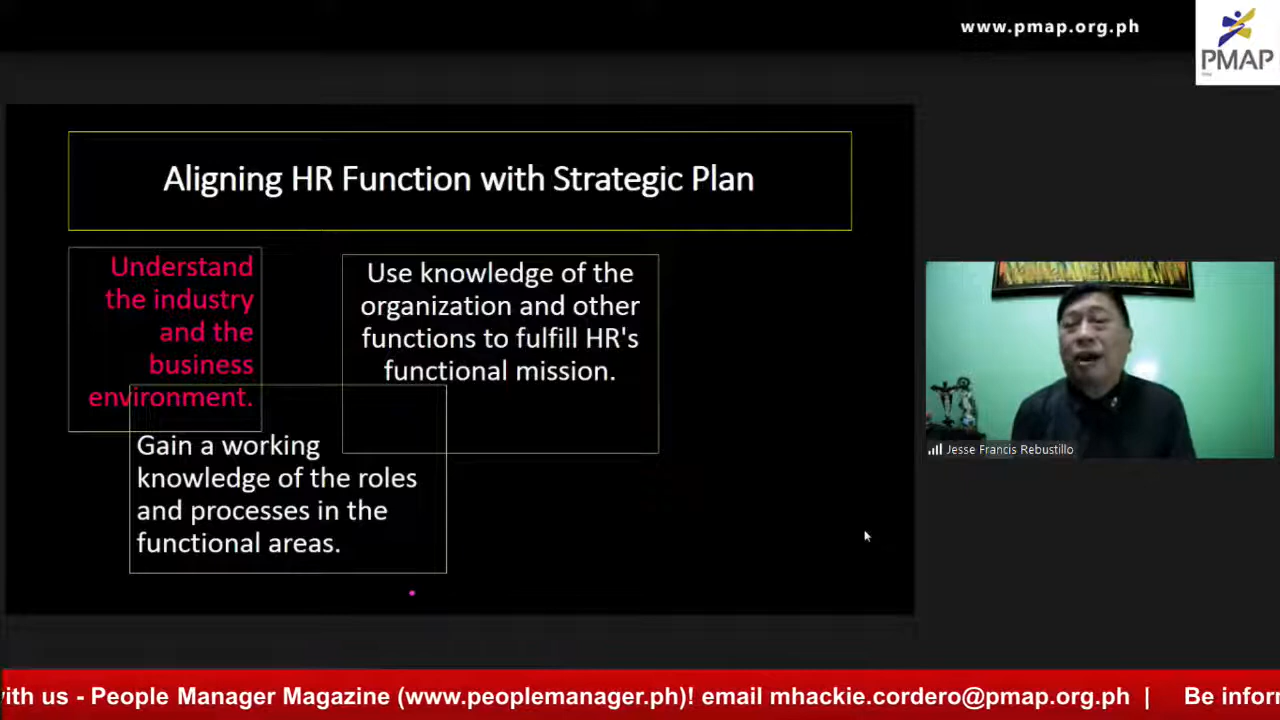 www.pmap.org.ph
PMAP
Aligning HR Function with Strategic Plan
Understand
the industry
and the
business
environment.
Use knowledge of the
organization and other
functions to fulfill HR's
functional mission.
Gain a working
knowledge of the roles
and processes in the
functional areas.
Jesse Francis Rebustillo
with us - People Manager Magazine (www.peoplemanager.ph)! email mhackie.cordero@pmap.org.ph | Be infor